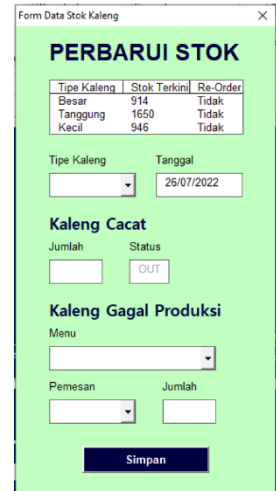 Form Data Stok Kaleng
PERBARUI STOK
Tipe Kaleng Stok Terkini Re-Order
Besar 914 Tidak
Tanggung 1650 Tidak
Kecil 946 Tidak
Tipe Kaleng Tanggal
26/07/2022
Kaleng Cacat
Jumlah Status
OUT
Kaleng Gagal Produksi
Menu
Pemesan Jumlah
Simpan